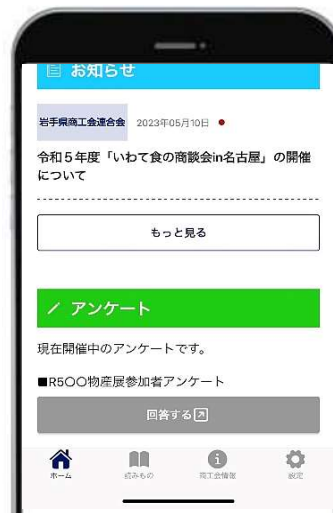 お知らせ
岩手県商工会連合会 2023年05月10日
令和5年度「いわて食の商談会in名古屋」の開催
について
もっと見る
アンケート
現在開催中のアンケートです。
■R5〇〇物産展参加者アンケート
回答する
ホーム 読みもの 商工会情報 設定